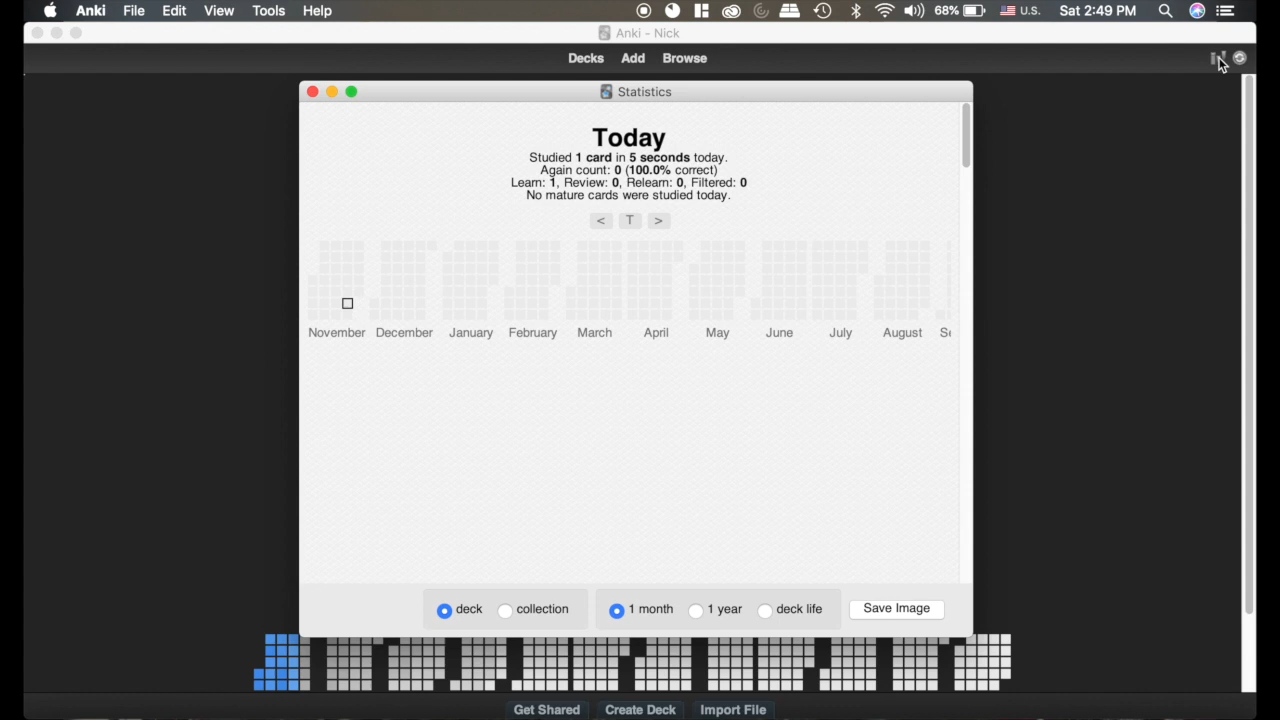 Anki File Edit View Tools Help 68% U.S. Sat 2:49 PM
Anki - Nick
Decks Add Browse
Statistics
Today
Studied 1 card in 5 seconds today.
Again count: 0 (100.0% correct)
Learn: 1, Review: 0, Relearn: 0, Filtered: 0
No mature cards were studied today.
< T >
November December January February March April May June July August Se
deck collection 1 month 1 year deck life Save Image
Get Shared Create Deck Import File